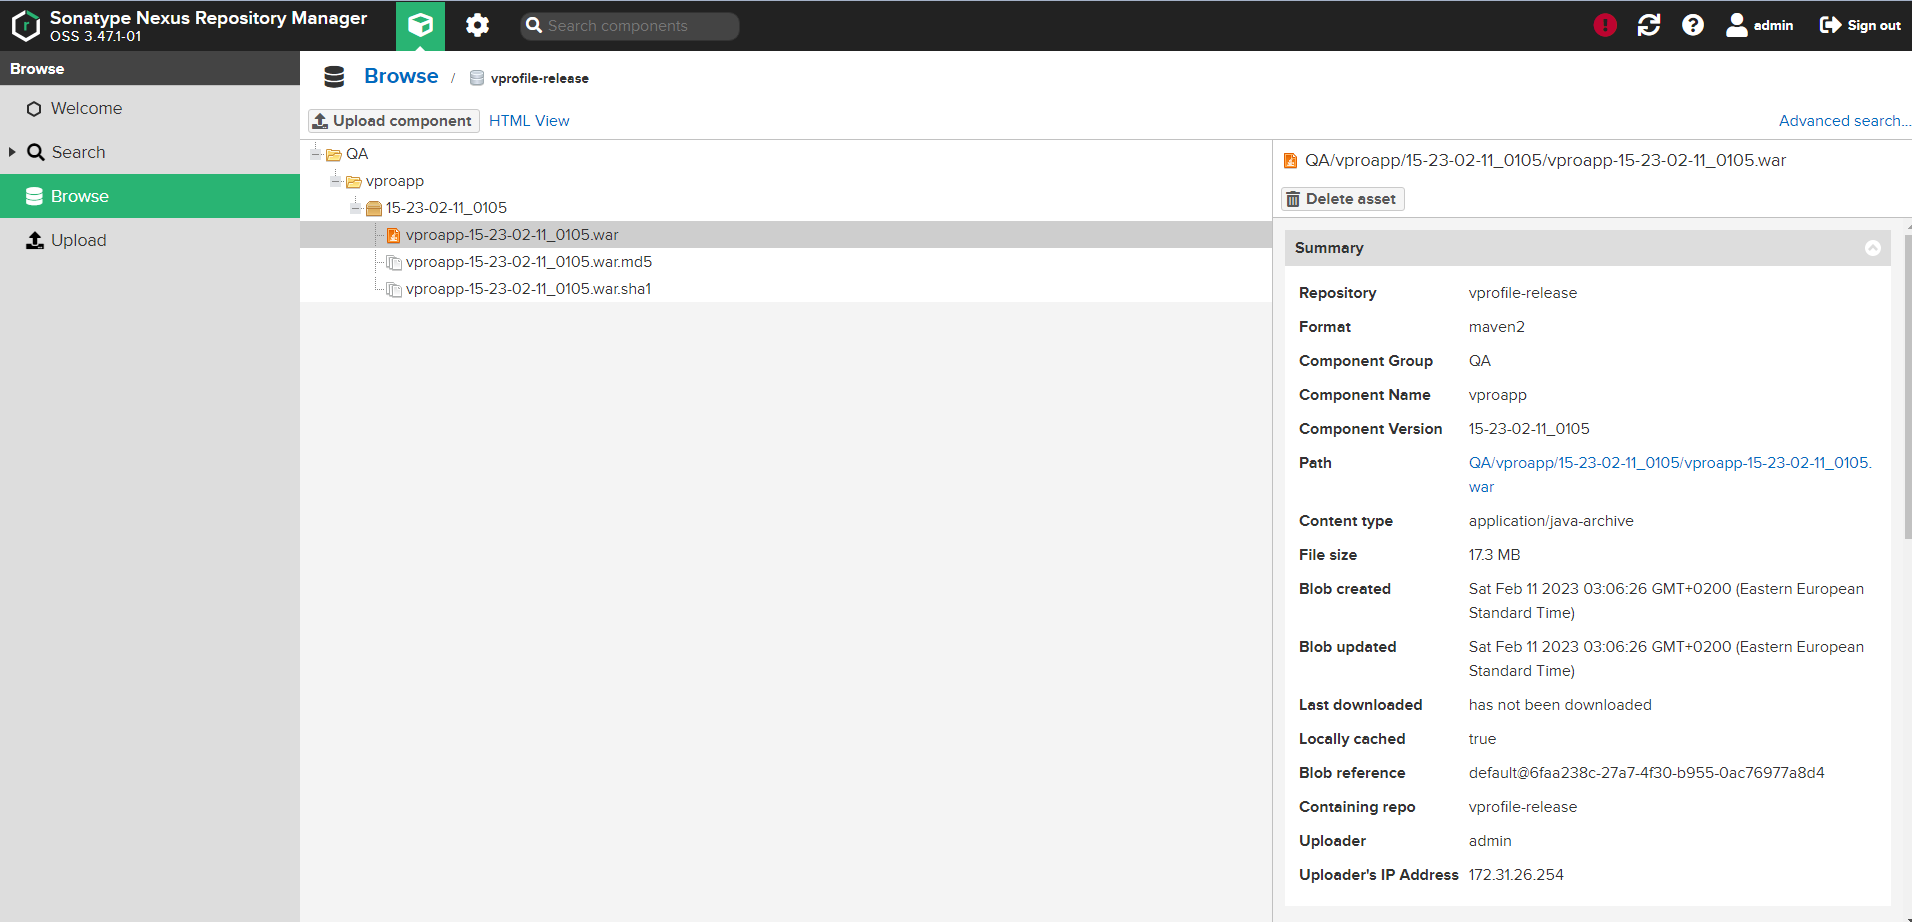 Sonatype Nexus Repository Manager
OSS 3.47.1-01
Search components
admin
Sign out
Browse
Welcome
Search
Browse
Upload
Browse / vprofile-release
Upload component
HTML View
Advanced search...
QA
vproapp
15-23-02-11_0105
vproapp-15-23-02-11_0105.war
vproapp-15-23-02-11_0105.war.md5
vproapp-15-23-02-11_0105.war.sha1
QA/vproapp/15-23-02-11_0105/vproapp-15-23-02-11_0105.war
Delete asset
Summary
Repository vprofile-release
Format maven2
Component Group QA
Component Name vproapp
Component Version 15-23-02-11_0105
Path QA/vproapp/15-23-02-11_0105/vproapp-15-23-02-11_0105.
war
Content type application/java-archive
File size 17.3 MB
Blob created Sat Feb 11 2023 03:06:26 GMT+0200 (Eastern European
Standard Time)
Blob updated Sat Feb 11 2023 03:06:26 GMT+0200 (Eastern European
Standard Time)
Last downloaded has not been downloaded
Locally cached true
Blob reference default@6faa238c-27a7-4f30-b955-0ac76977a8d4
Containing repo vprofile-release
Uploader admin
Uploader's IP Address 172.31.26.254